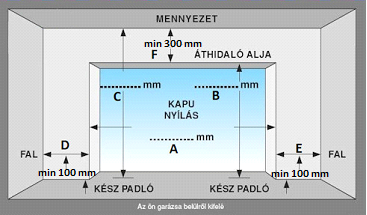 MENNYEZET
min 300 mm
F
ÁTHIDALÓ ALJA
mm
mm
C
B
KAPU
NYÍLÁS
mm
A
D
E
FAL
FAL
min 100 mm
min 100 mm
KÉSZ PADLÓ
KÉSZ PADLÓ
Az ön garázsa belülről kifelé